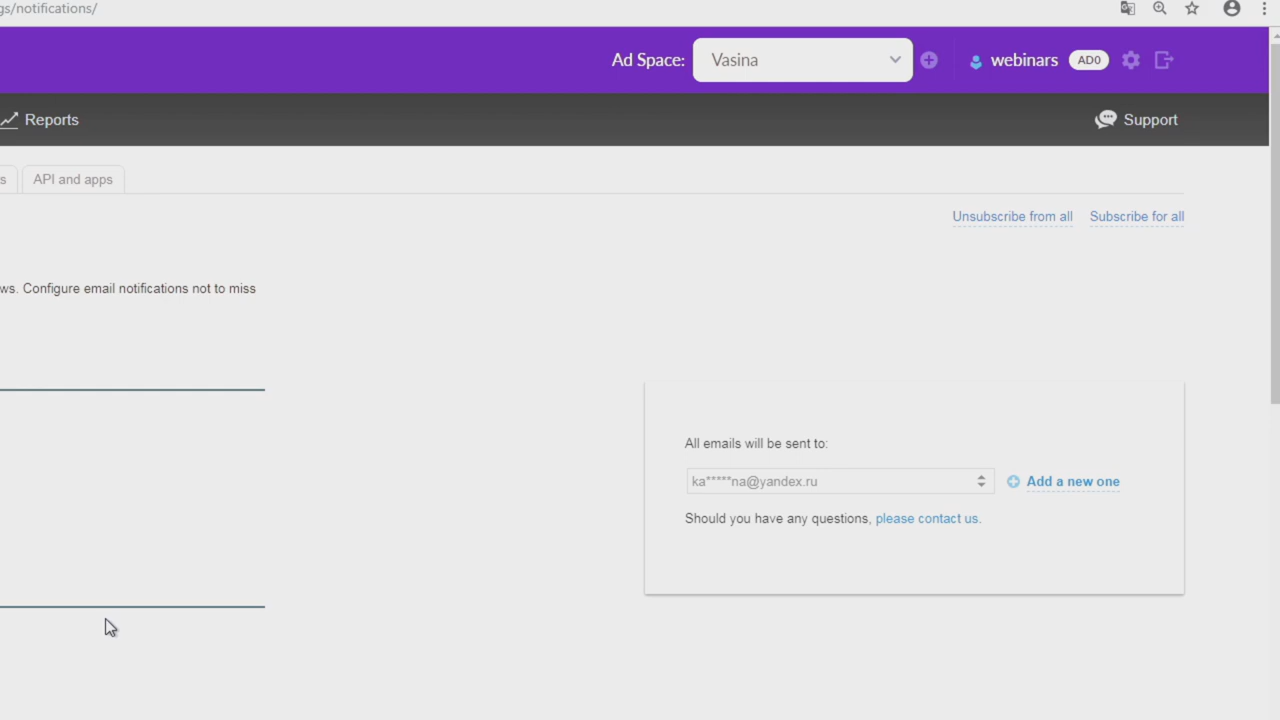 gs/notifications/
Ad Space: Vasina webinars AD0
Reports Support
s API and apps
Unsubscribe from all Subscribe for all
ws. Configure email notifications not to miss
All emails will be sent to:
ka*****na@yandex.ru Add a new one
Should you have any questions, please contact us.